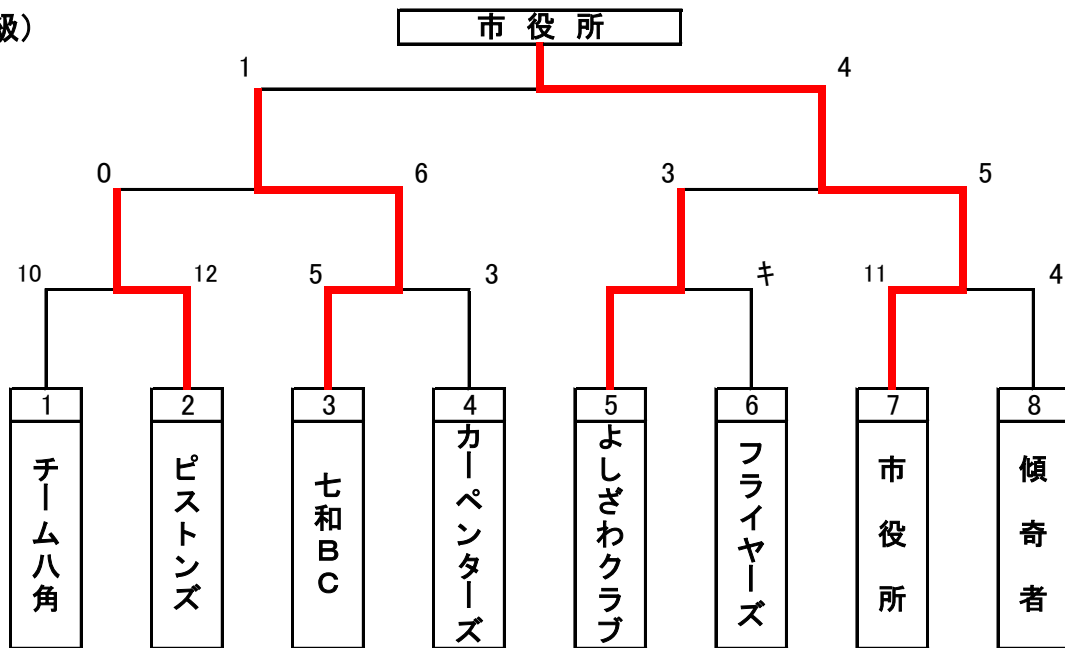 級）
市役所
1
4
0
6
3
5
10
12
5
3
キ
11
4
1
2
3
4
5
6
7
8
チーム八角
ピストンズ
七和BC
カーペンターズ
よしざわクラブ
フライヤーズ
市役所
傾奇者